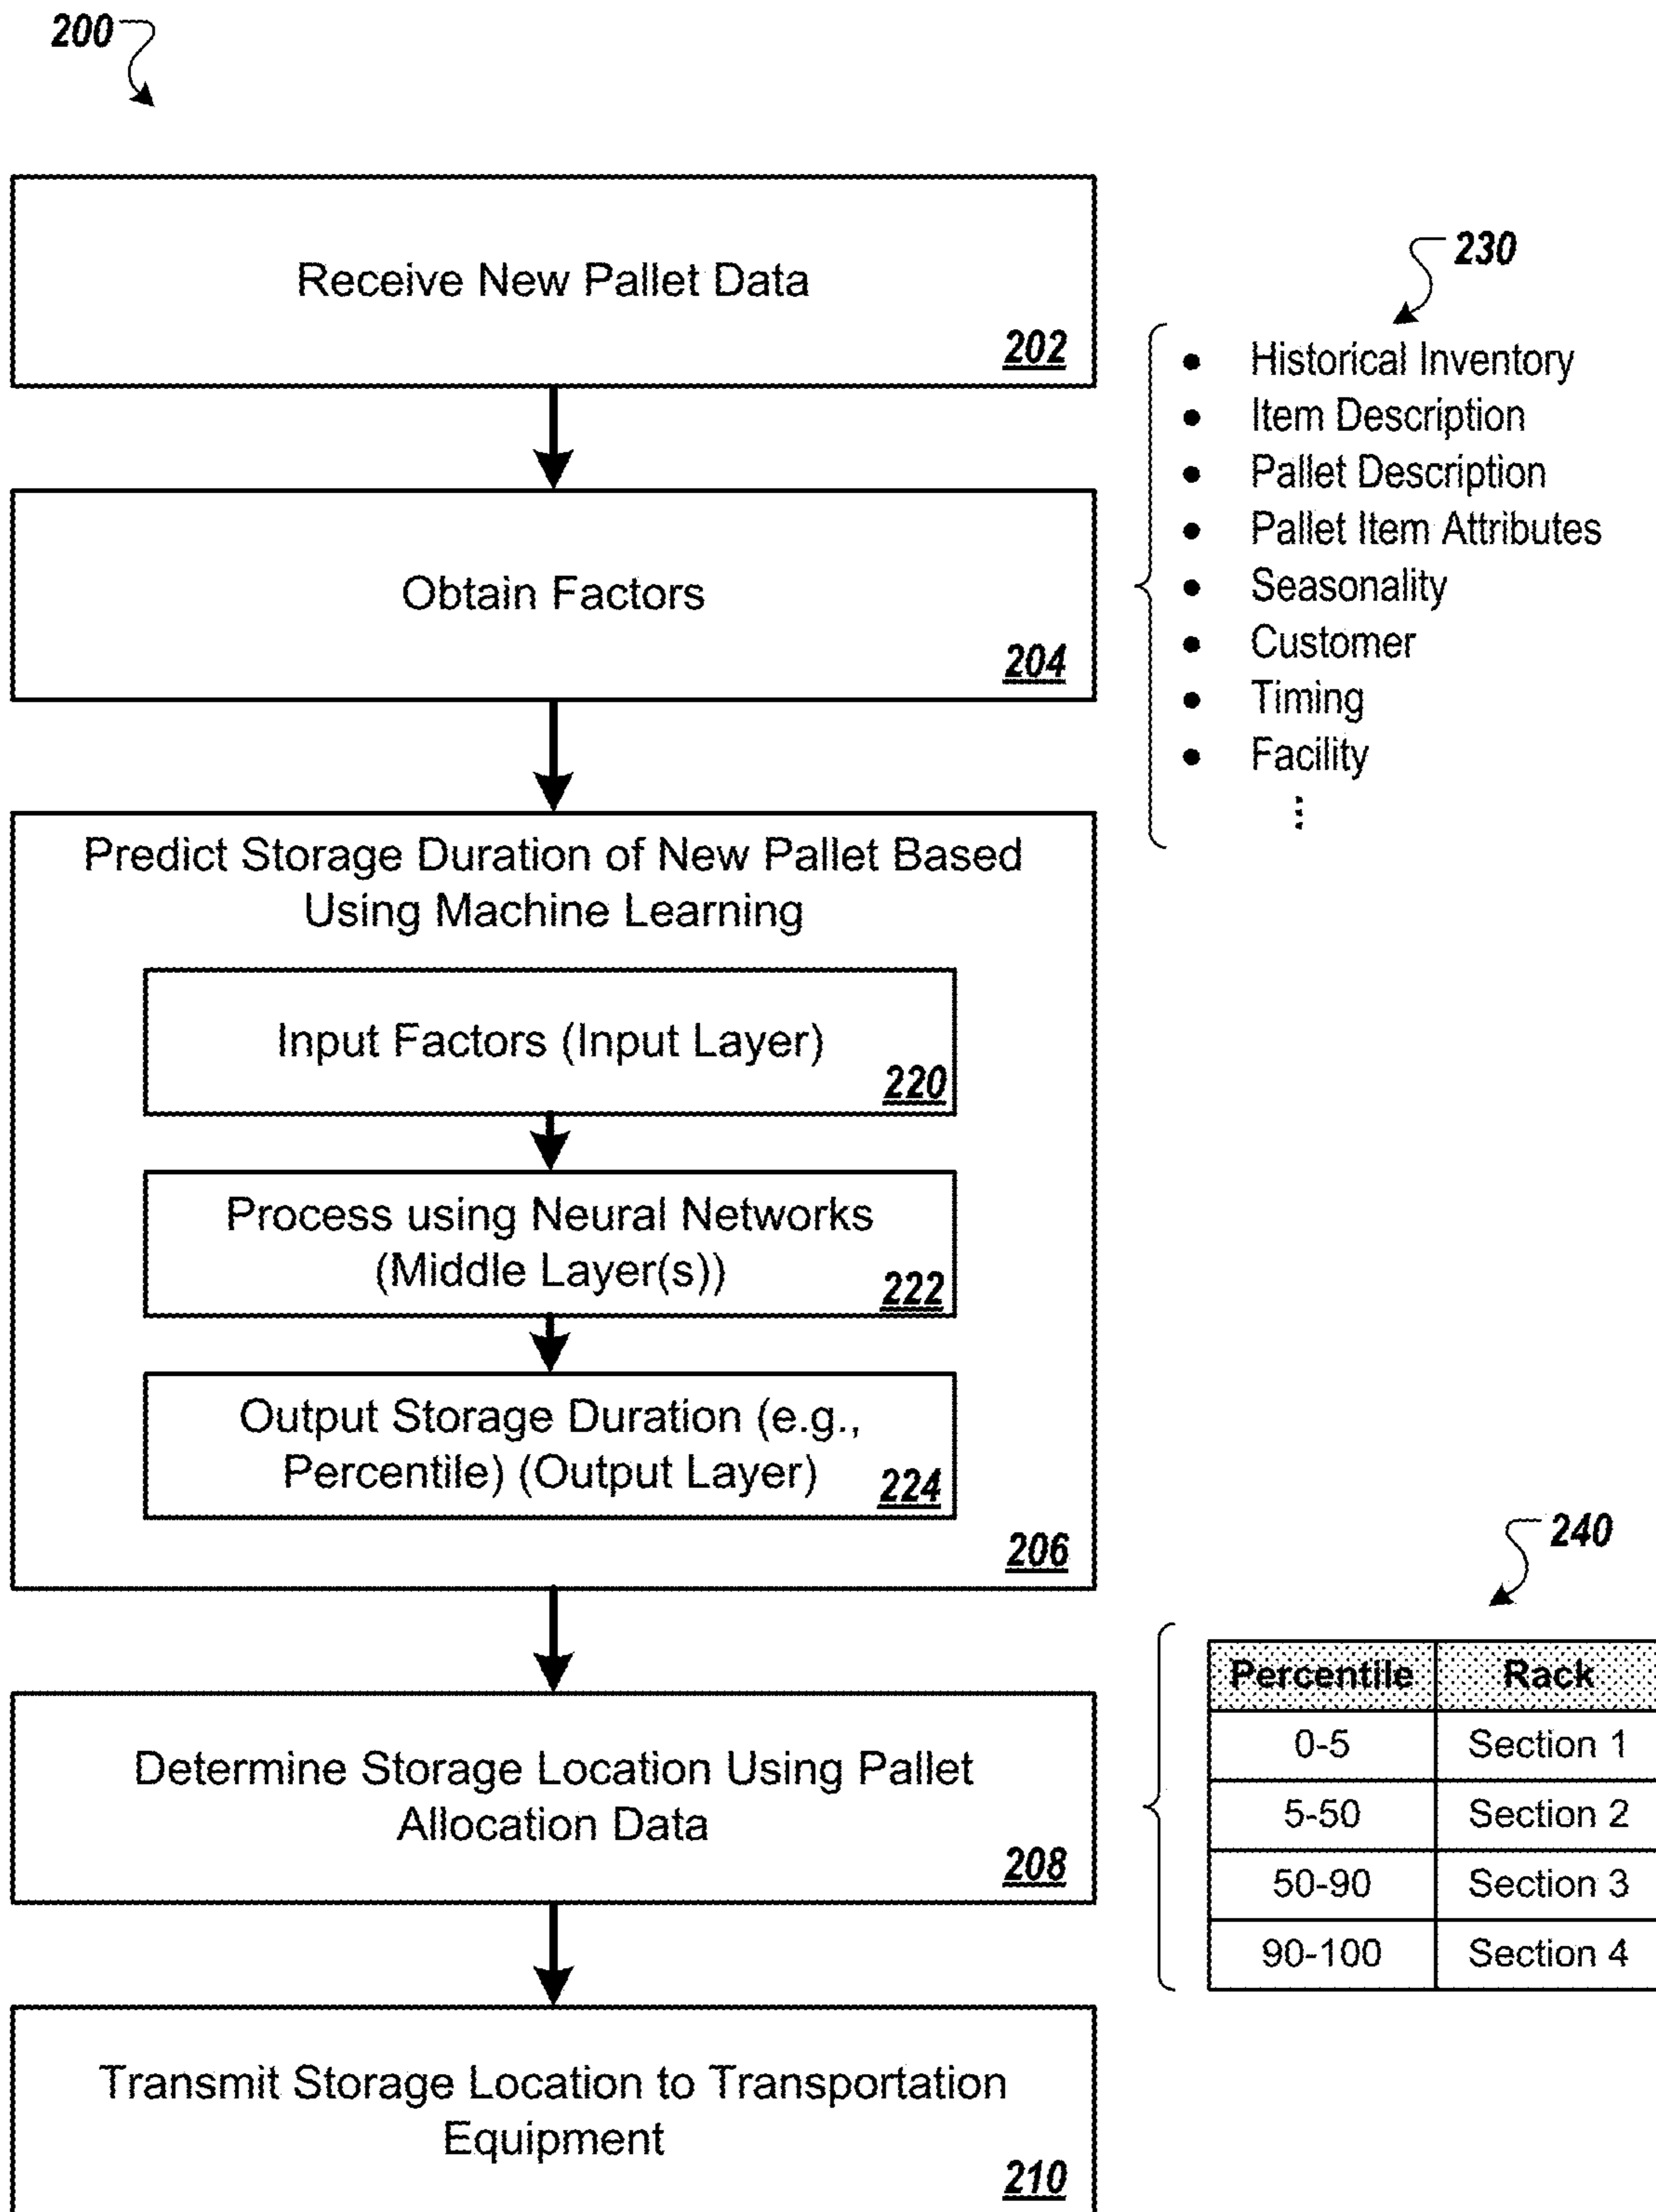 200
Receive New Pallet Data
202
230
• Historical Inventory
• Item Description
• Pallet Description
• Pallet Item Attributes
• Seasonality
• Customer
• Timing
• Facility
⋮
Obtain Factors
204
Predict Storage Duration of New Pallet Based
Using Machine Learning
Input Factors (Input Layer)
220
Process using Neural Networks
(Middle Layer(s))
222
Output Storage Duration (e.g.,
Percentile) (Output Layer)
224
206
240
Percentile Rack
0-5 Section 1
5-50 Section 2
50-90 Section 3
90-100 Section 4
Determine Storage Location Using Pallet
Allocation Data
208
Transmit Storage Location to Transportation
Equipment
210